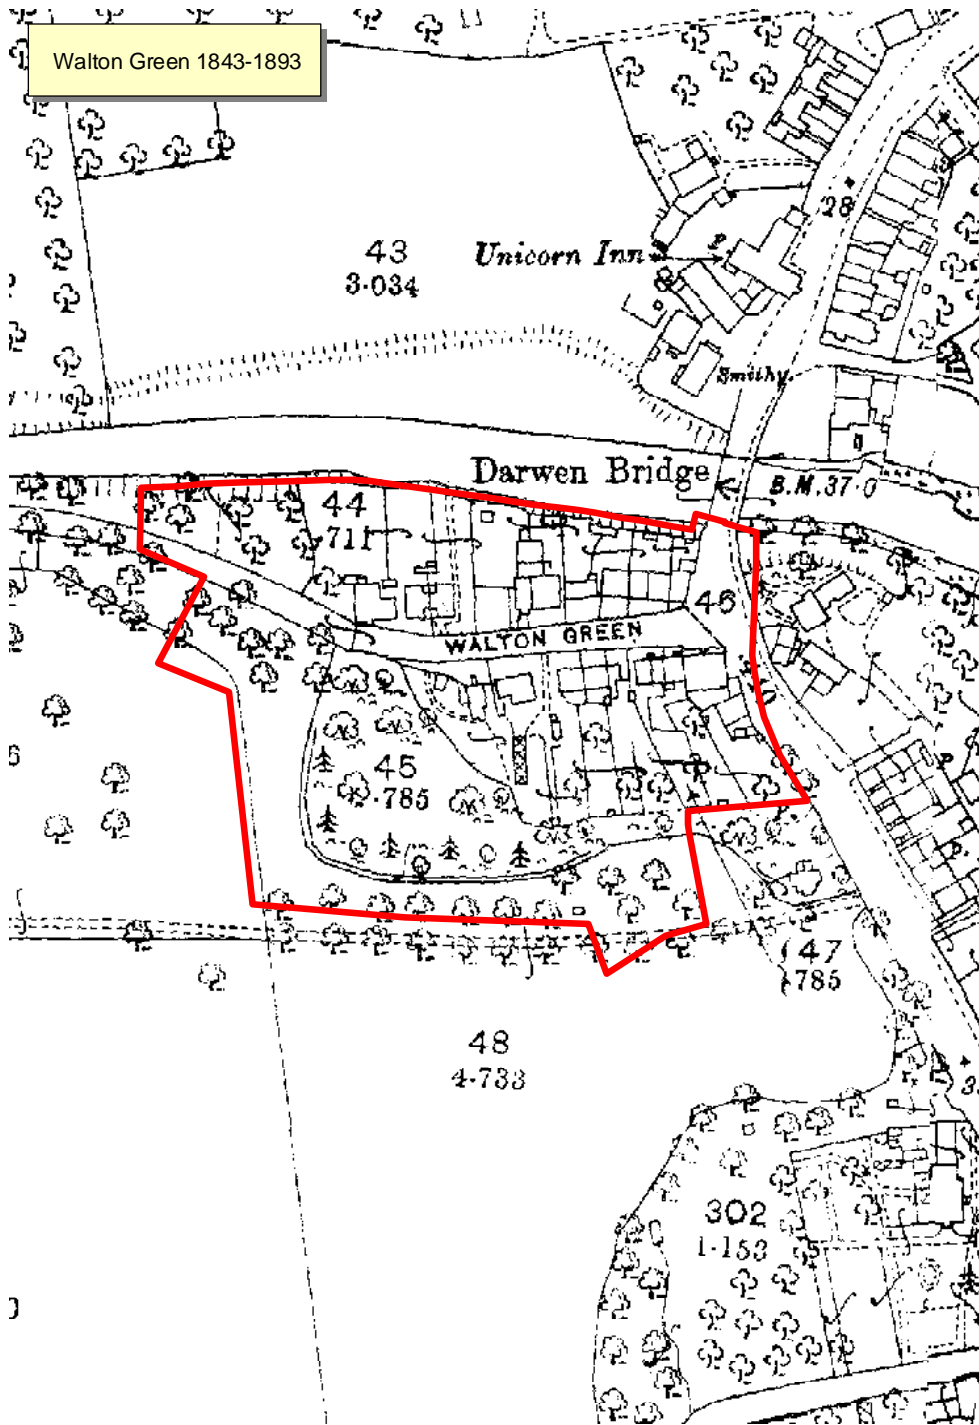 Walton Green 1843-1893
28
43
3·034
Unicorn Inn
P
Smithy
Darwen Bridge
B.M.37·0
44
·711
46
WALTON GREEN
45
·785
P.
P.
47
·785
48
4·733
302
1·153